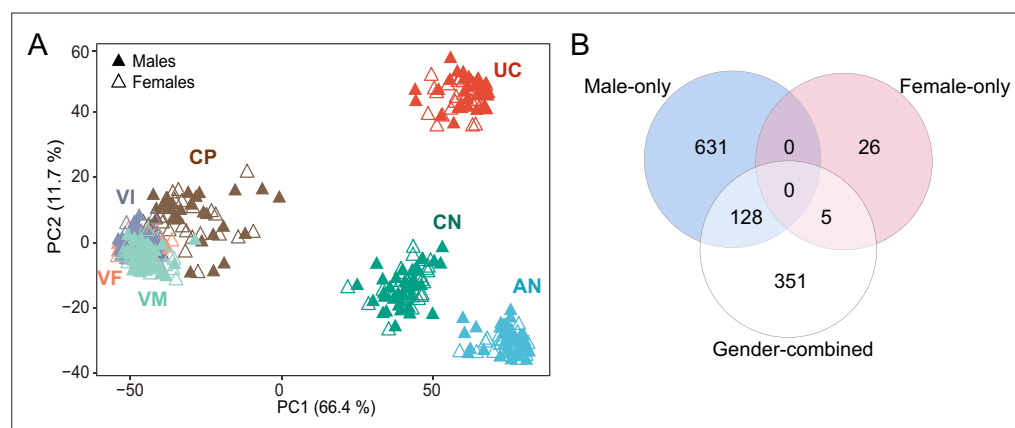 A
B
Males
Females
60
40
20
0
−20
−40
PC2 (11.7 %)
UC
CP
VI
VF
VM
CN
AN
−50
0
50
PC1 (66.4 %)
Male-only
Female-only
631
0
26
0
128
5
351
Gender-combined